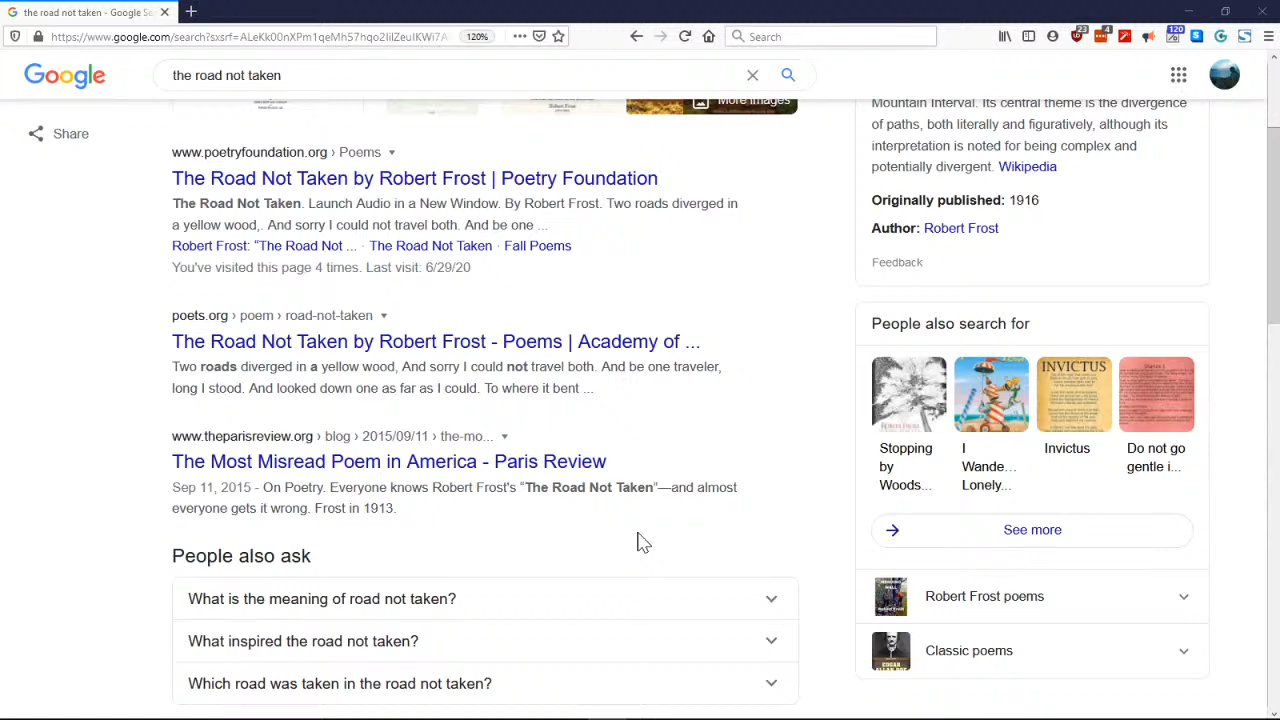 the road not taken - Google Se
https://www.google.com/search?sxsrf=
120%
Search
23
4
120
Google
the road not taken
More images
Share
www.poetryfoundation.org › Poems
The Road Not Taken by Robert Frost | Poetry Foundation
The Road Not Taken. Launch Audio in a New Window. By Robert Frost. Two roads diverged in
a yellow wood,. And sorry I could not travel both. And be one ...
Robert Frost: “The Road Not ... · The Road Not Taken · Fall Poems
You've visited this page 4 times. Last visit: 6/29/20
poets.org › poem › road-not-taken
The Road Not Taken by Robert Frost - Poems | Academy of ...
Two roads diverged in a yellow wood, And sorry I could not travel both. And be one traveler,
long I stood. And looked down one as far as I could. To where it bent ...
www.theparisreview.org › blog › 2015/09/11 › the-mo...
The Most Misread Poem in America - Paris Review
Sep 11, 2015 - On Poetry. Everyone knows Robert Frost's “The Road Not Taken”—and almost
everyone gets it wrong. Frost in 1913.
People also ask
What is the meaning of road not taken?
What inspired the road not taken?
Which road was taken in the road not taken?
Mountain Interval. Its central theme is the divergence
of paths, both literally and figuratively, although its
interpretation is noted for being complex and
potentially divergent. Wikipedia
Originally published: 1916
Author: Robert Frost
Feedback
People also search for
INVICTUS
Stopping
by
Woods...
I
Wande...
Lonely...
Invictus
Do not go
gentle i...
See more
Robert Frost poems
Classic poems